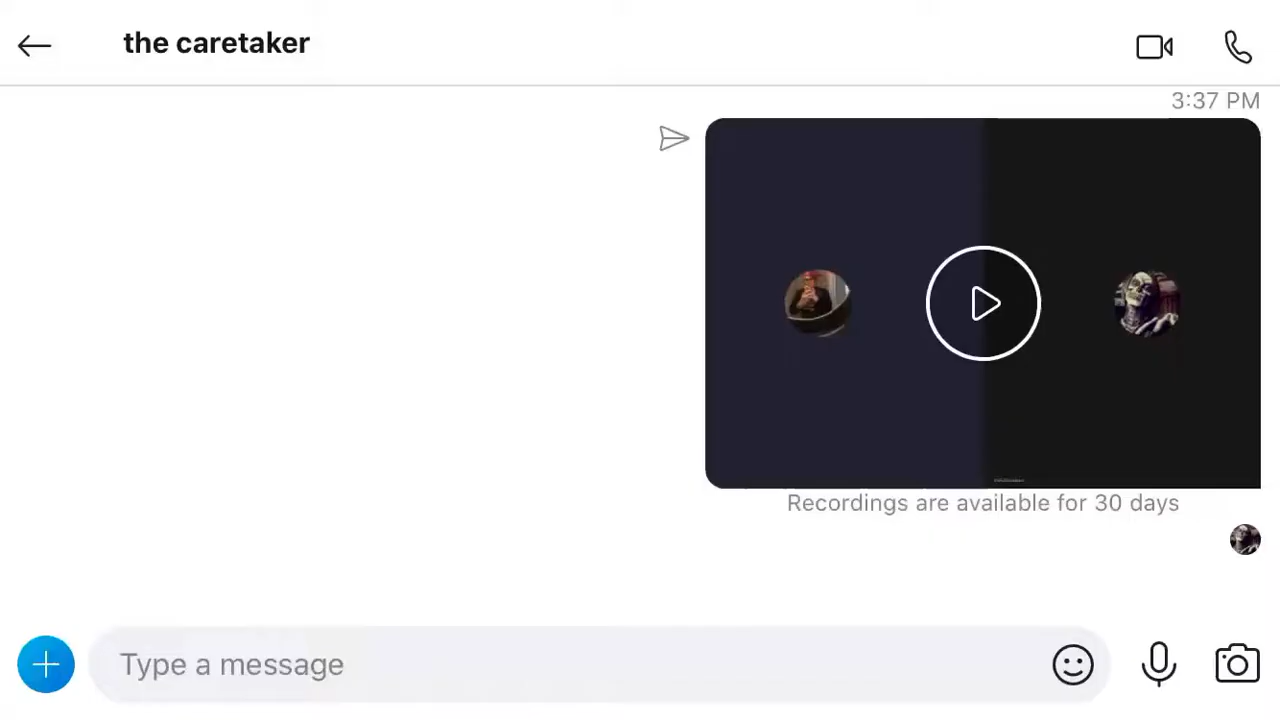 the caretaker
3:37 PM
Recordings are available for 30 days
Type a message